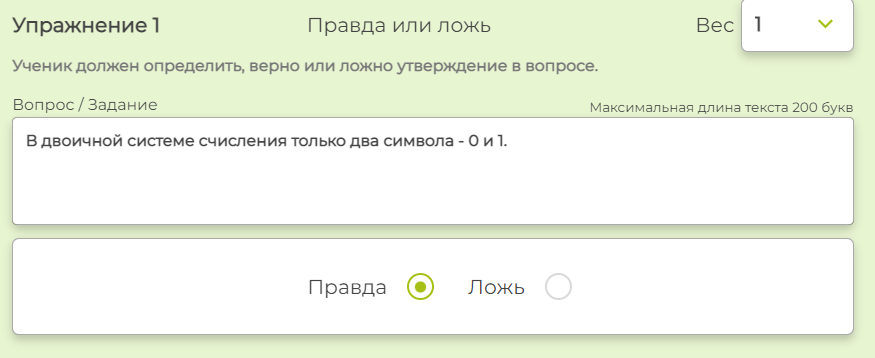 Упражнение 1 Правда или ложь Вес 1
Ученик должен определить, верно или ложно утверждение в вопросе.
Вопрос / Задание Максимальная длина текста 200 букв
В двоичной системе счисления только два символа - 0 и 1.
Правда Ложь